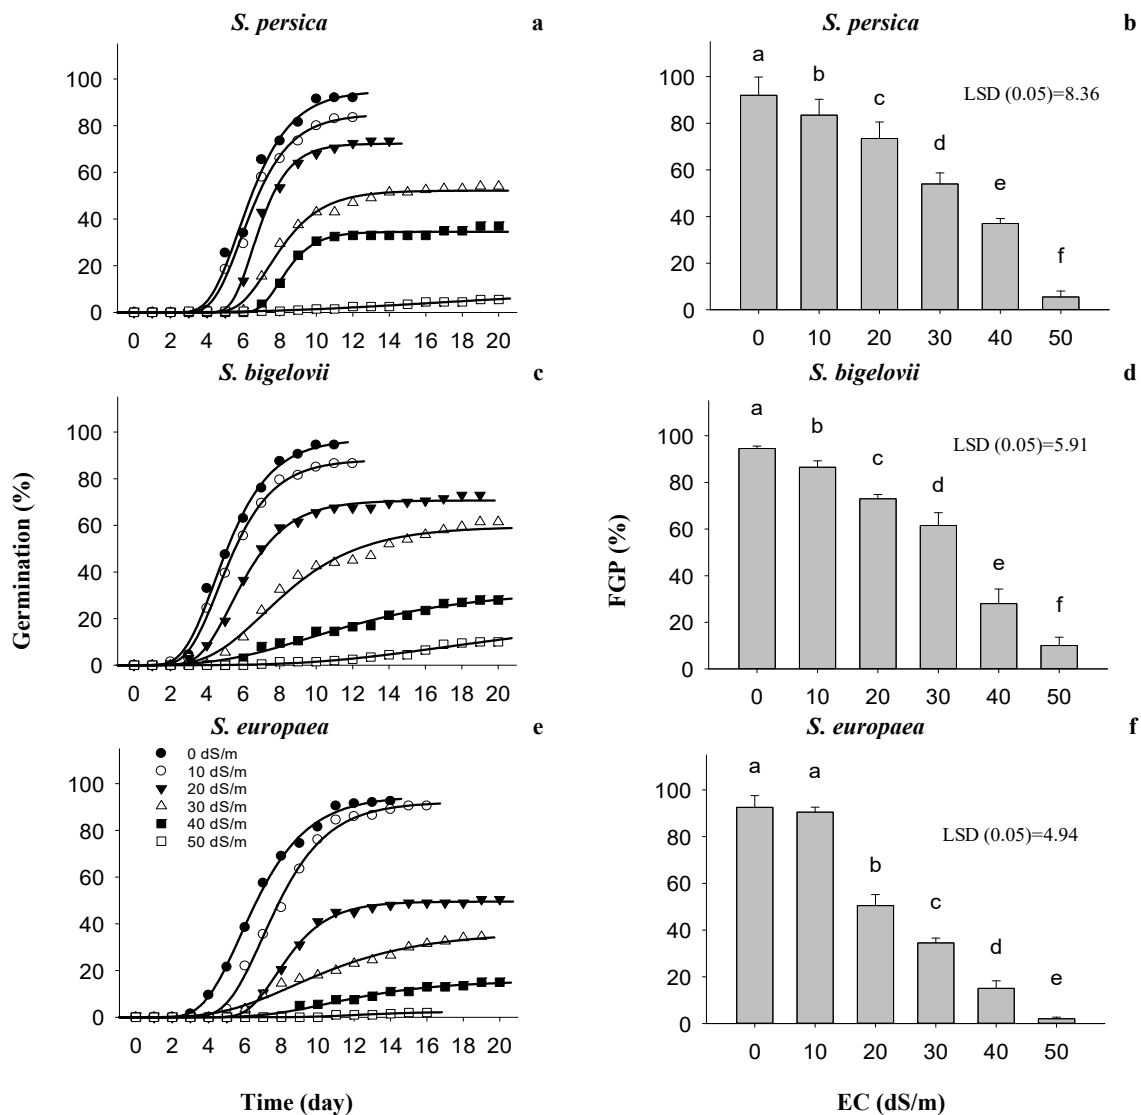 S. persica a
100
80
60
40
20
0
0 2 4 6 8 10 12 14 16 18 20
S. persica b
100
80
60
40
20
0
a b c d e f
LSD (0.05)=8.36
0 10 20 30 40 50
S. bigelovii c
100
80
60
40
20
0
0 2 4 6 8 10 12 14 16 18 20
S. bigelovii d
100
80
60
40
20
0
a b c d e f
LSD (0.05)=5.91
0 10 20 30 40 50
Germination (%)
FGP (%)
S. europaea e
0 dS/m
10 dS/m
20 dS/m
30 dS/m
40 dS/m
50 dS/m
100
80
60
40
20
0
0 2 4 6 8 10 12 14 16 18 20
Time (day)
S. europaea f
100
80
60
40
20
0
a a b c d e
LSD (0.05)=4.94
0 10 20 30 40 50
EC (dS/m)